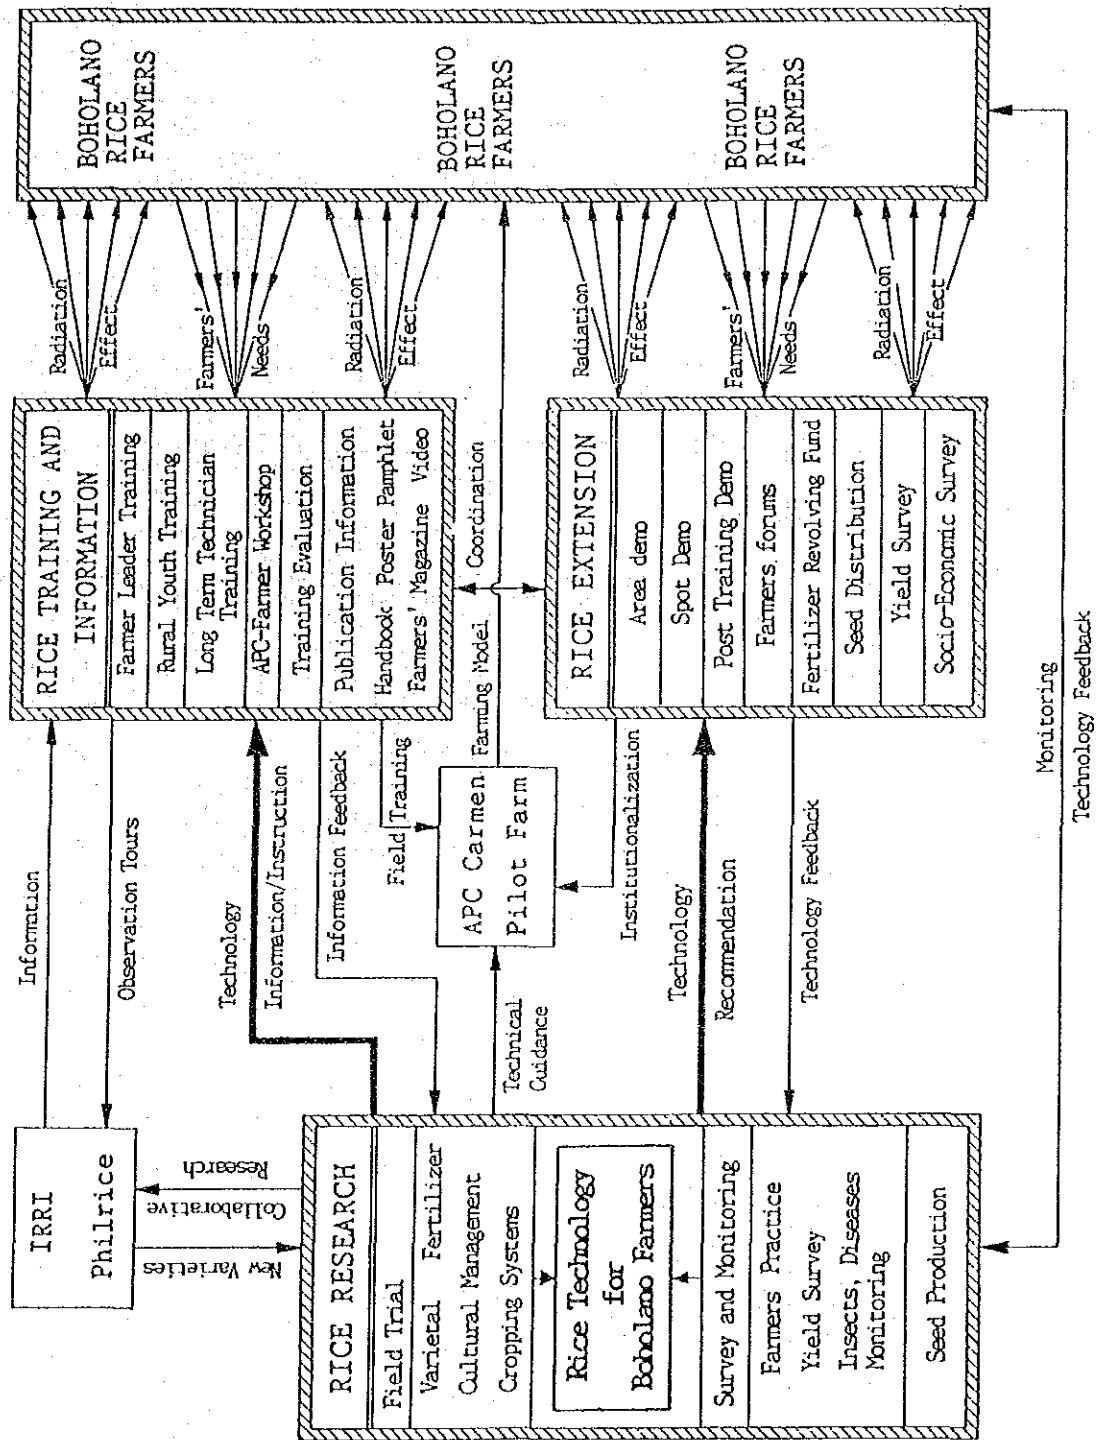 IRRI
Philrice
New Varieties
Collaborative
Research
Information
Observation Tours
RICE RESEARCH
Field Trial
Varietal Fertilizer
Cultural Management
Cropping Systems
Rice Technology
for
Boholano Farmers
Survey and Monitoring
Farmers Practice
Yield Survey
Insects, Diseases
Monitoring
Seed Production
Technology
Information/Instruction
Information Feedback
Field Training
Technical
Guidance
APC Carmen
Pilot Farm
Institutionalization
Technology
Recommendation
Technology Feedback
RICE TRAINING AND
INFORMATION
Farmer Leader Training
Rural Youth Training
Long Term Technician
Training
APC-Farmer Workshop
Training Evaluation
Publication Information
Handbook Poster Pamphlet
Farmers' Magazine Video
Farming Model
Coordination
RICE EXTENSION
Area demo
Spot Demo
Post Training Demo
Farmers forums
Fertilizer Revolving Fund
Seed Distribution
Yield Survey
Socio-Economic Survey
Radiation
Effect
Farmers'
Needs
Radiation
Effect
Radiation
Effect
Farmers'
Needs
Radiation
Effect
BOHOLANO
RICE
FARMERS
BOHOLANO
RICE
FARMERS
BOHOLANO
RICE
FARMERS
Monitoring
Technology Feedback